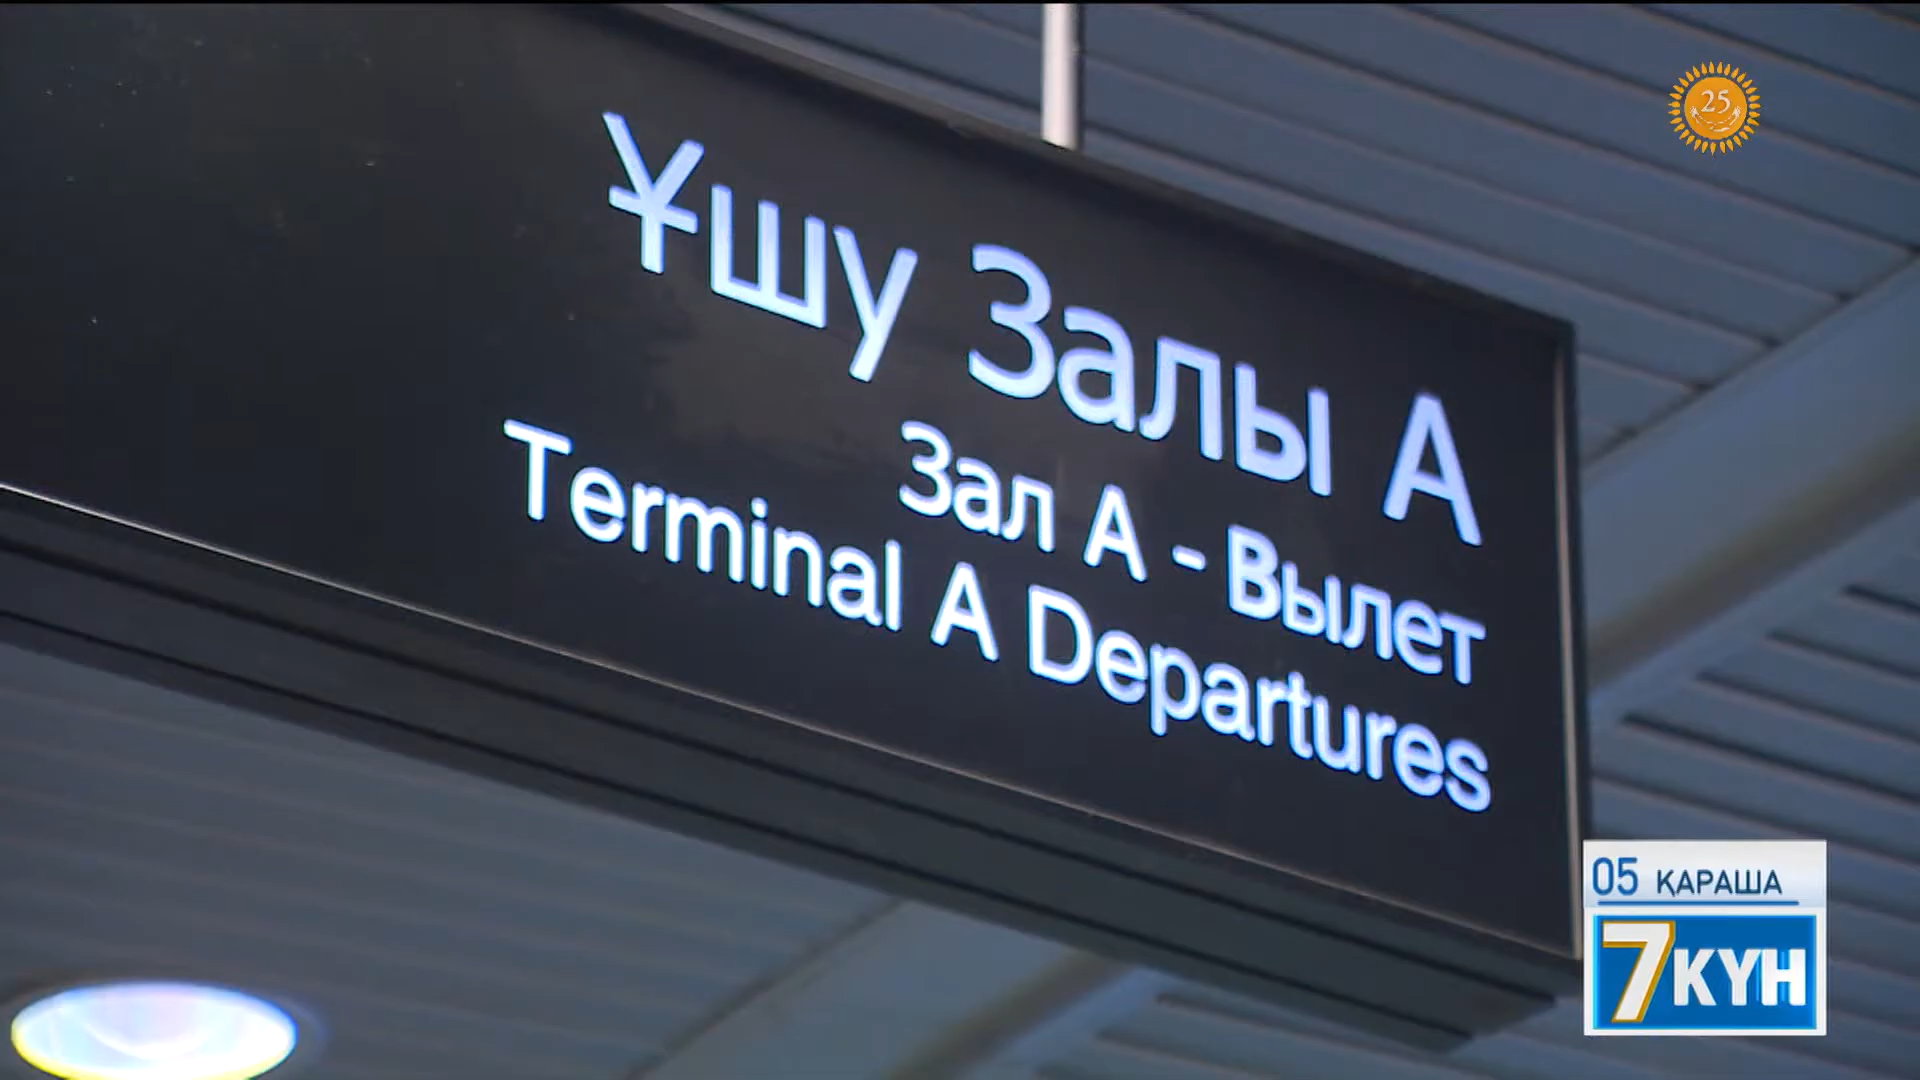 25
Ұшу Залы А
Зал А - Вылет
Terminal A Departures
05 ҚАРАША
7КҮН